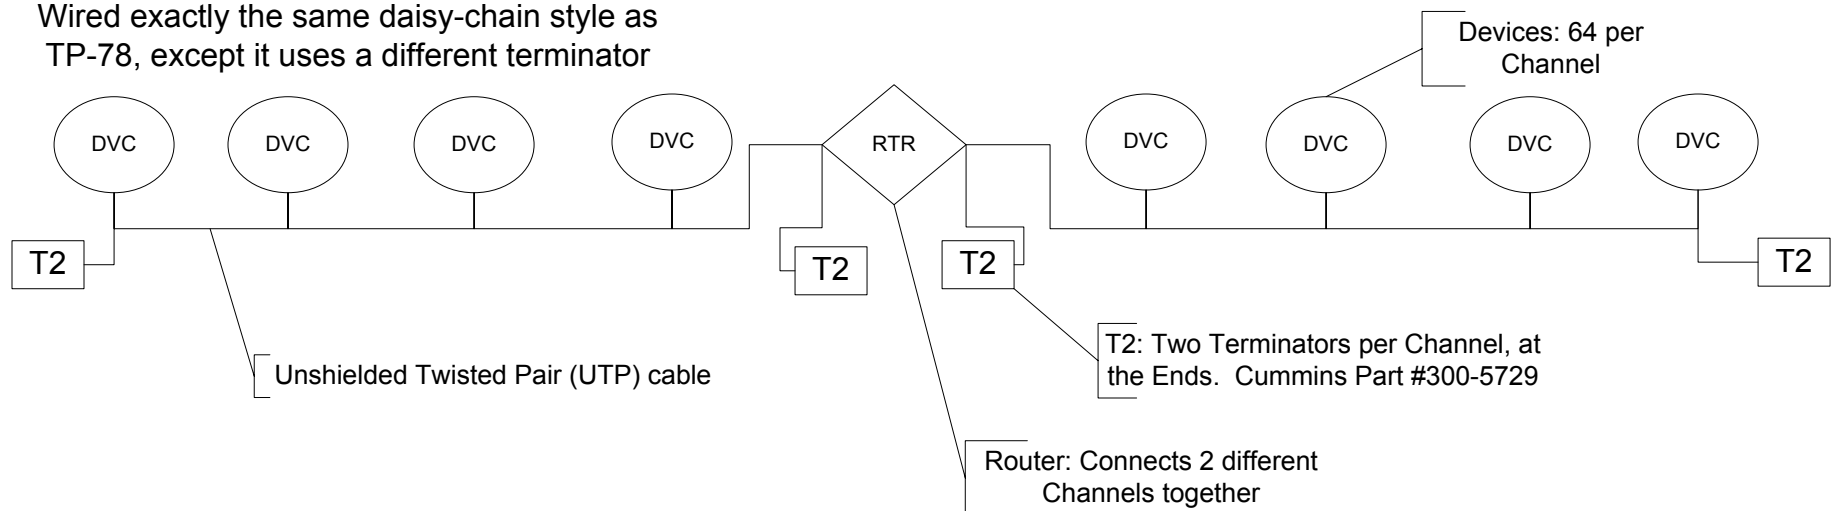 Wired exactly the same daisy-chain style as
TP-78, except it uses a different terminator
Devices: 64 per
Channel
DVC
DVC
DVC
DVC
RTR
DVC
DVC
DVC
DVC
T2
T2
T2
T2
T2: Two Terminators per Channel, at
the Ends.  Cummins Part #300-5729
Unshielded Twisted Pair (UTP) cable
Router: Connects 2 different
Channels together